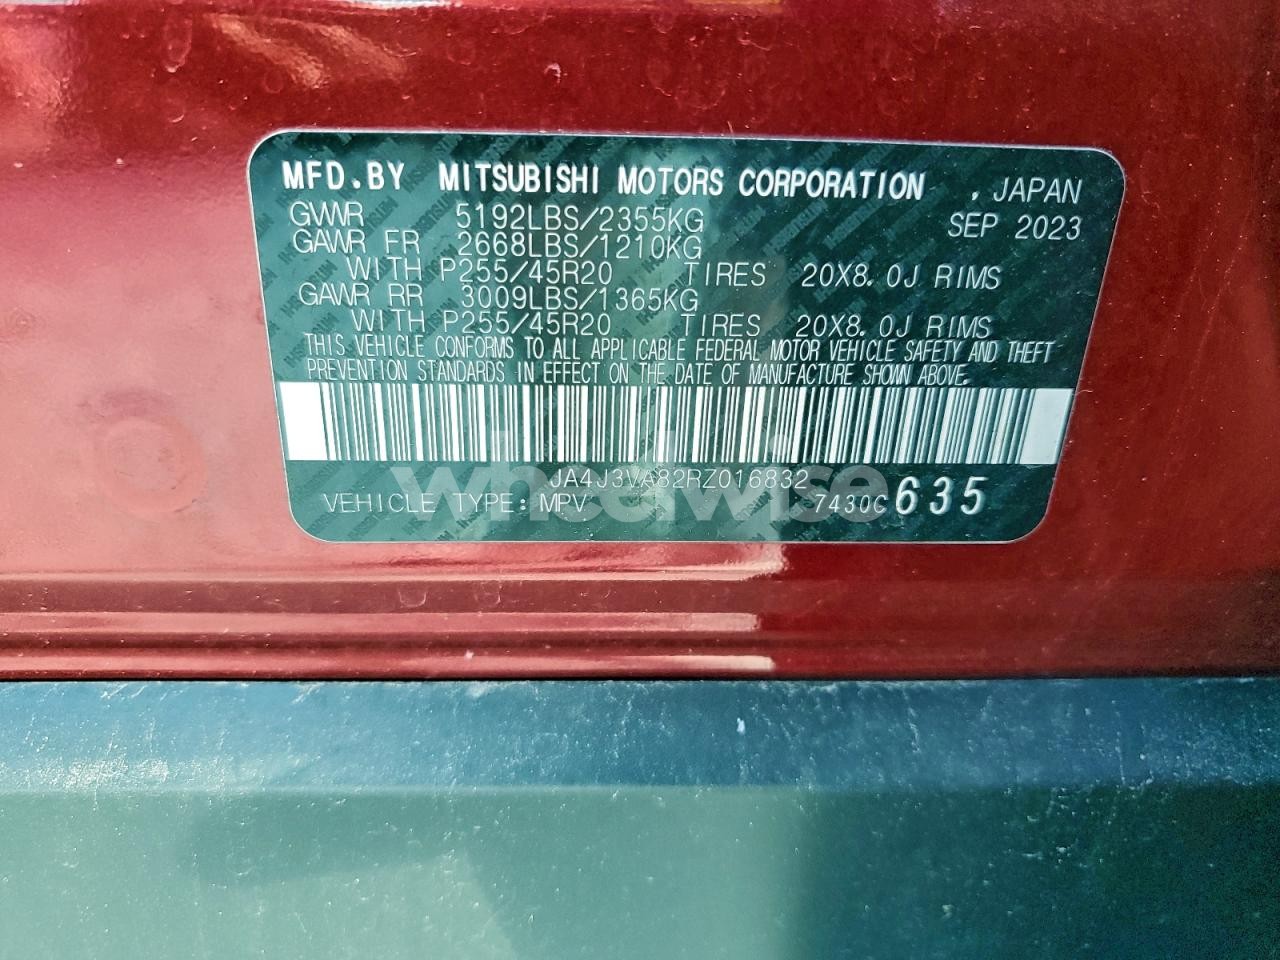 MFD.BY MITSUBISHI MOTORS CORPORATION , JAPAN
GVWR 5192LBS/2355KG SEP 2023
GAWR FR 2668LBS/1210KG
WITH P255/45R20 TIRES 20X8.0J RIMS
GAWR RR 3009LBS/1365KG
WITH P255/45R20 TIRES 20X8.0J RIMS
THIS VEHICLE CONFORMS TO ALL APPLICABLE FEDERAL MOTOR VEHICLE SAFETY AND THEFT
PREVENTION STANDARDS IN EFFECT ON THE DATE OF MANUFACTURE SHOWN ABOVE.
JA4J3VA82RZ016832
VEHICLE TYPE: MPV 7430C 635
wheelwise